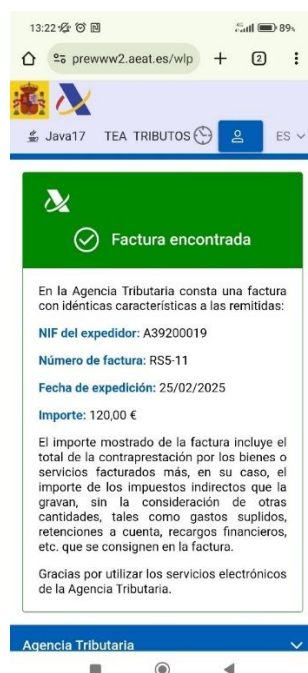 13:22
4G 89%
prewww2.aeat.es/wlp + 2
Java17 TEA TRIBUTOS ES
Factura encontrada
En la Agencia Tributaria consta una factura
con idénticas características a las remitidas:
NIF del expedidor: A39200019
Número de factura: RS5-11
Fecha de expedición: 25/02/2025
Importe: 120,00 €
El importe mostrado de la factura incluye el
total de la contraprestación por los bienes o
servicios facturados más, en su caso, el
importe de los impuestos indirectos que la
gravan, sin la consideración de otras
cantidades, tales como gastos suplidos,
retenciones a cuenta, recargos financieros,
etc. que se consignen en la factura.
Gracias por utilizar los servicios electrónicos
de la Agencia Tributaria.
Agencia Tributaria